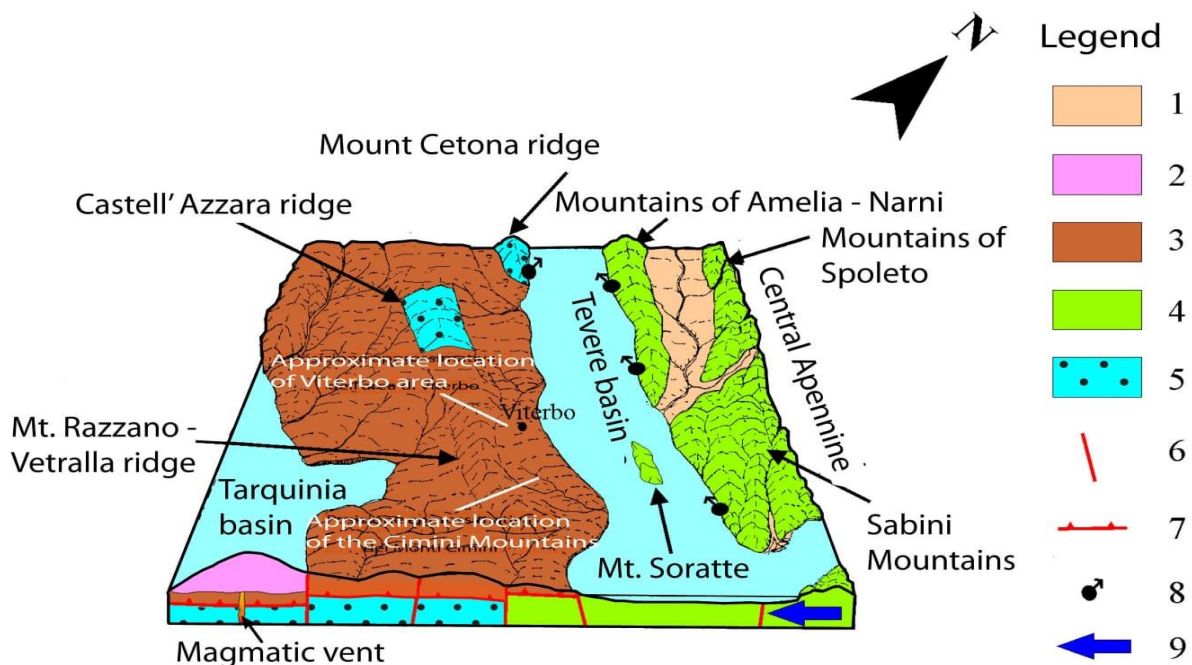 N
Legend
1
2
3
4
5
6
7
8
9
Mount Cetona ridge
Castell' Azzara ridge
Mountains of Amelia - Narni
Mountains of
Spoleto
Central Apennine
Tevere basin
Approximate location
of Viterbo area
Viterbo
Mt. Razzano -
Vetralla ridge
Tarquinia
basin
Approximate location
of the Cimini Mountains
Mt. Soratte
Sabini
Mountains
Magmatic vent